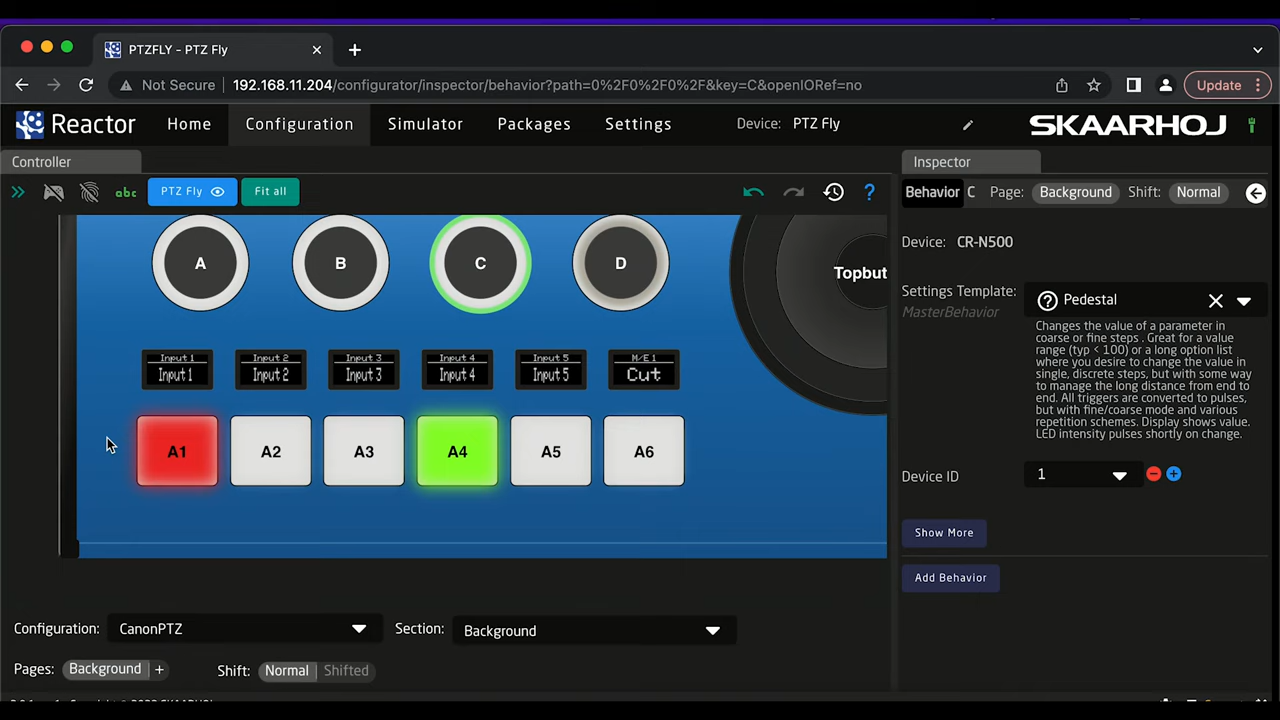 PTZFLY - PTZ Fly
Not Secure
192.168.11.204/configurator/inspector/behavior?path=0%2F0%2F0%2F&key=C&openIORef=no
Update
Reactor
Home
Configuration
Simulator
Packages
Settings
Device: PTZ Fly
SKAARHOJ
Controller
abc
PTZ Fly
Fit all
?
A
B
C
D
Topbut
Input 1
Input 1
Input 2
Input 2
Input 3
Input 3
Input 4
Input 4
Input 5
Input 5
M/E 1
Cut
A1
A2
A3
A4
A5
A6
Configuration:
CanonPTZ
Section:
Background
Pages:
Background
+
Shift:
Normal
Shifted
Inspector
Behavior C
Page: Background
Shift: Normal
Device: CR-N500
Settings Template:
MasterBehavior
Pedestal
Changes the value of a parameter in
coarse or fine steps . Great for a value
range (typ < 100) or a long option list
where you desire to change the value in
single, discrete steps, but with some way
to manage the long distance from end to
end. All triggers are converted to pulses,
but with fine/coarse mode and various
repetition schemes. Display shows value.
LED intensity pulses shortly on change.
Device ID
1
Show More
Add Behavior